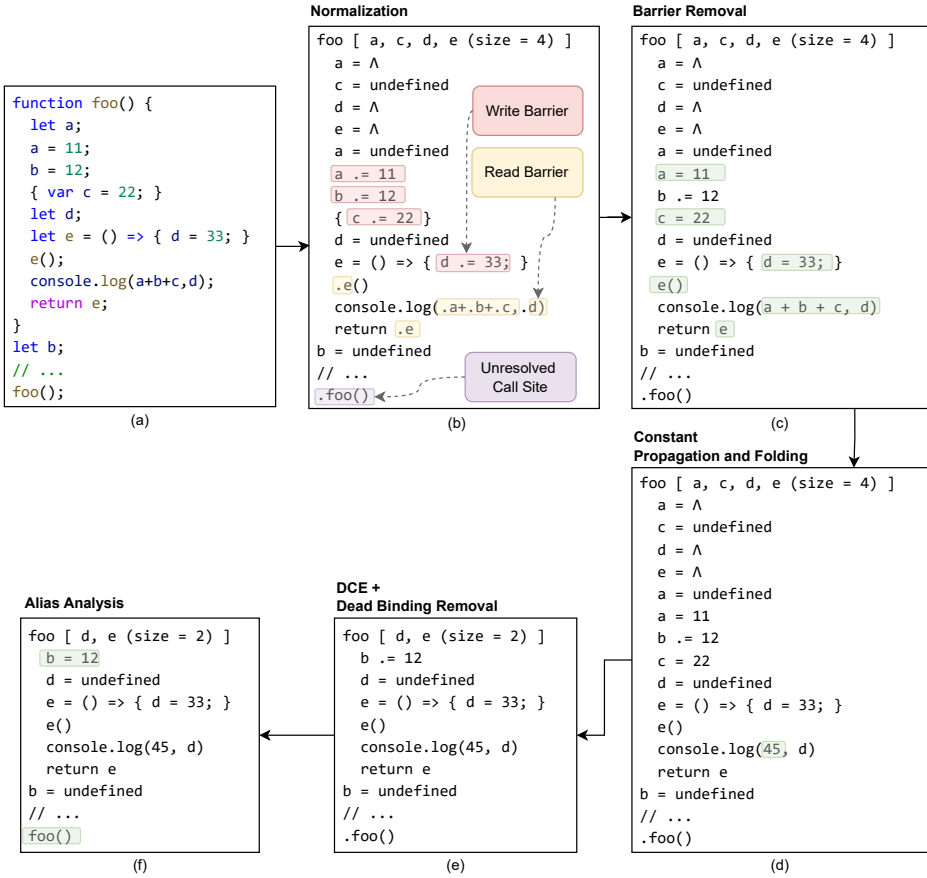 function foo() {
let a;
a = 11;
b = 12;
{ var c = 22; }
let d;
let e = () => { d = 33; }
e();
console.log(a+b+c,d);
return e;
}
let b;
// ...
foo();
(a)
Normalization
foo [ a, c, d, e (size = 4) ]
a = Λ
c = undefined
d = Λ
e = Λ
a = undefined
a .= 11
b .= 12
{ c .= 22 }
d = undefined
e = () => { d .= 33; }
.e()
console.log(.a+.b+.c,.d)
return .e
b = undefined
// ...
.foo()
Write Barrier
Read Barrier
Unresolved
Call Site
(b)
Barrier Removal
foo [ a, c, d, e (size = 4) ]
a = Λ
c = undefined
d = Λ
e = Λ
a = undefined
a = 11
b .= 12
c = 22
d = undefined
e = () => { d = 33; }
e()
console.log(a + b + c, d)
return e
b = undefined
// ...
.foo()
(c)
Constant
Propagation and Folding
foo [ a, c, d, e (size = 4) ]
a = Λ
c = undefined
d = Λ
e = Λ
a = undefined
a = 11
b .= 12
c = 22
d = undefined
e = () => { d = 33; }
e()
console.log(45, d)
return e
b = undefined
// ...
.foo()
(d)
DCE +
Dead Binding Removal
foo [ d, e (size = 2) ]
b .= 12
d = undefined
e = () => { d = 33; }
e()
console.log(45, d)
return e
b = undefined
// ...
.foo()
(e)
Alias Analysis
foo [ d, e (size = 2) ]
b = 12
d = undefined
e = () => { d = 33; }
e()
console.log(45, d)
return e
b = undefined
// ...
foo()
(f)